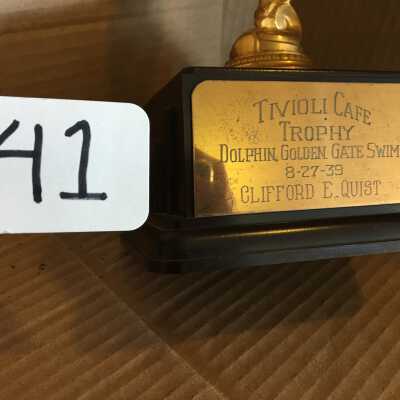 41
TIVIOLI CAFE
TROPHY
DOLPHIN, GOLDEN GATE SWIM
8-27-39
CLIFFORD E. QUIST